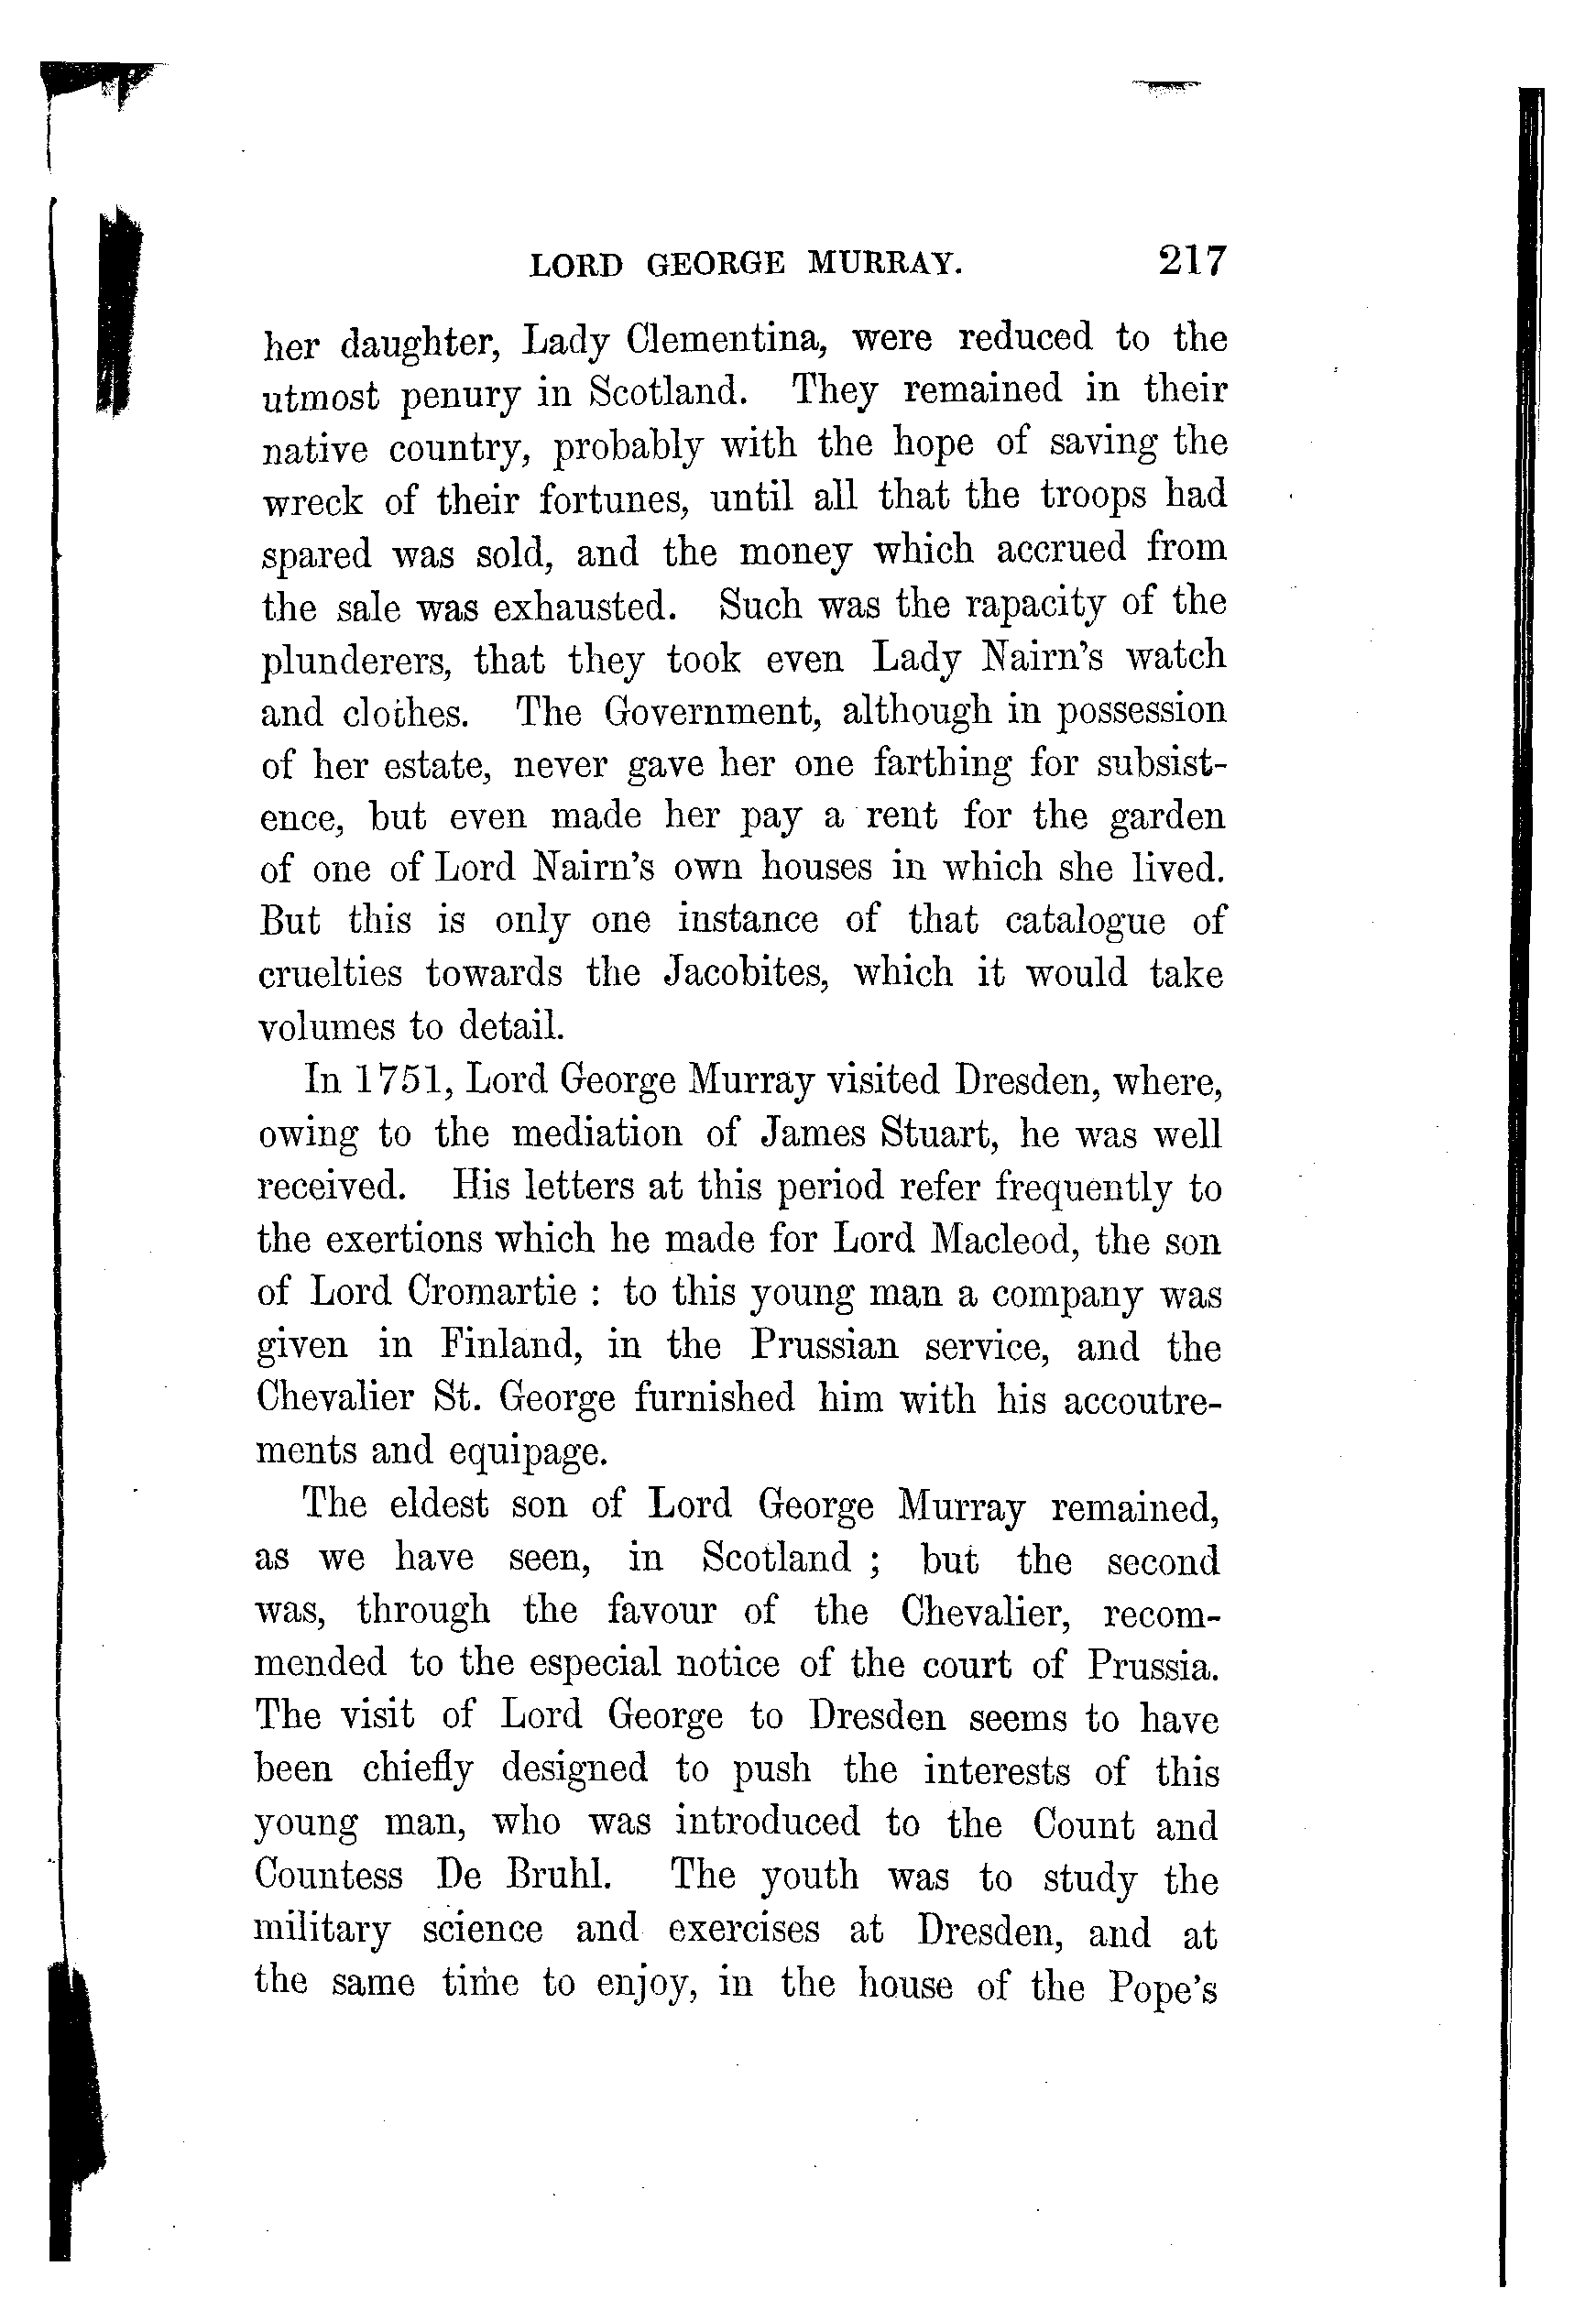 LORD GEORGE MURRAY. 217
her daughter, Lady Clementina, were reduced to the
utmost penury in Scotland. They remained in their
native country, probably with the hope of saving the
wreck of their fortunes, until all that the troops had
spared was sold, and the money which accrued from
the sale was exhausted. Such was the rapacity of the
plunderers, that they took even Lady Nairn's watch
and clothes. The Government, although in possession
of her estate, never gave her one farthing for subsist-
ence, but even made her pay a rent for the garden
of one of Lord Nairn's own houses in which she lived.
But this is only one instance of that catalogue of
cruelties towards the Jacobites, which it would take
volumes to detail.
In 1751, Lord George Murray visited Dresden, where,
owing to the mediation of James Stuart, he was well
received. His letters at this period refer frequently to
the exertions which he made for Lord Macleod, the son
of Lord Cromartie : to this young man a company was
given in Finland, in the Prussian service, and the
Chevalier St. George furnished him with his accoutre-
ments and equipage.
The eldest son of Lord George Murray remained,
as we have seen, in Scotland ; but the second
was, through the favour of the Chevalier, recom-
mended to the especial notice of the court of Prussia.
The visit of Lord George to Dresden seems to have
been chiefly designed to push the interests of this
young man, who was introduced to the Count and
Countess De Bruhl. The youth was to study the
military science and exercises at Dresden, and at
the same time to enjoy, in the house of the Pope's